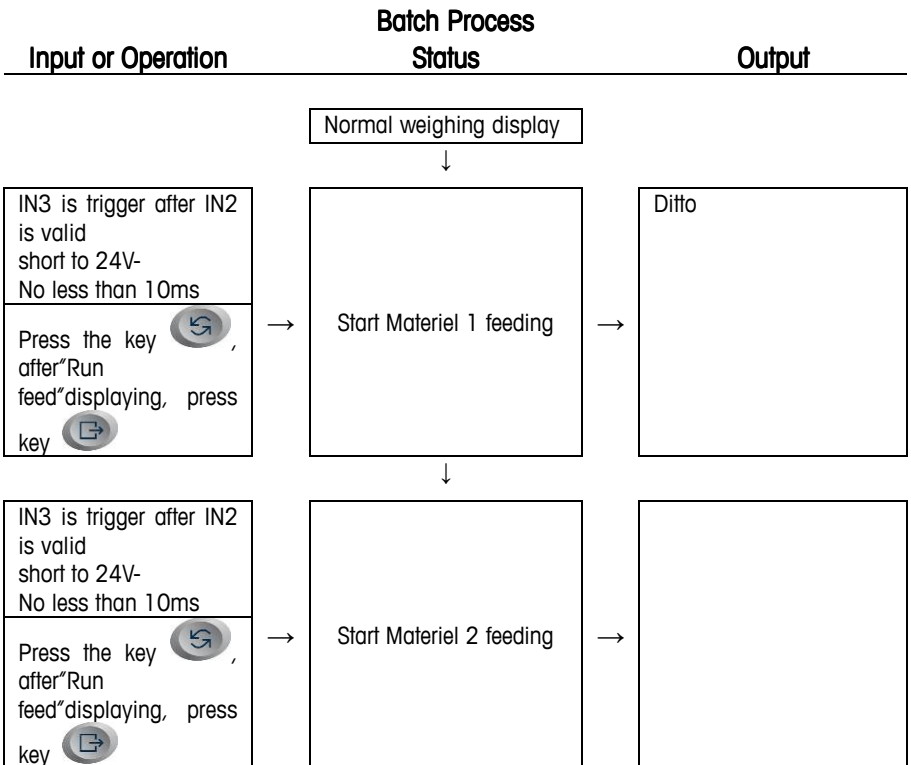 Batch Process
Input or Operation Status Output
Normal weighing display
↓
IN3 is trigger after IN2
is valid
short to 24V-
No less than 10ms
Press the key ,
after"Run
feed"displaying, press
key
→
Start Materiel 1 feeding
→
Ditto
↓
IN3 is trigger after IN2
is valid
short to 24V-
No less than 10ms
Press the key ,
after"Run
feed"displaying, press
key
→
Start Materiel 2 feeding
→